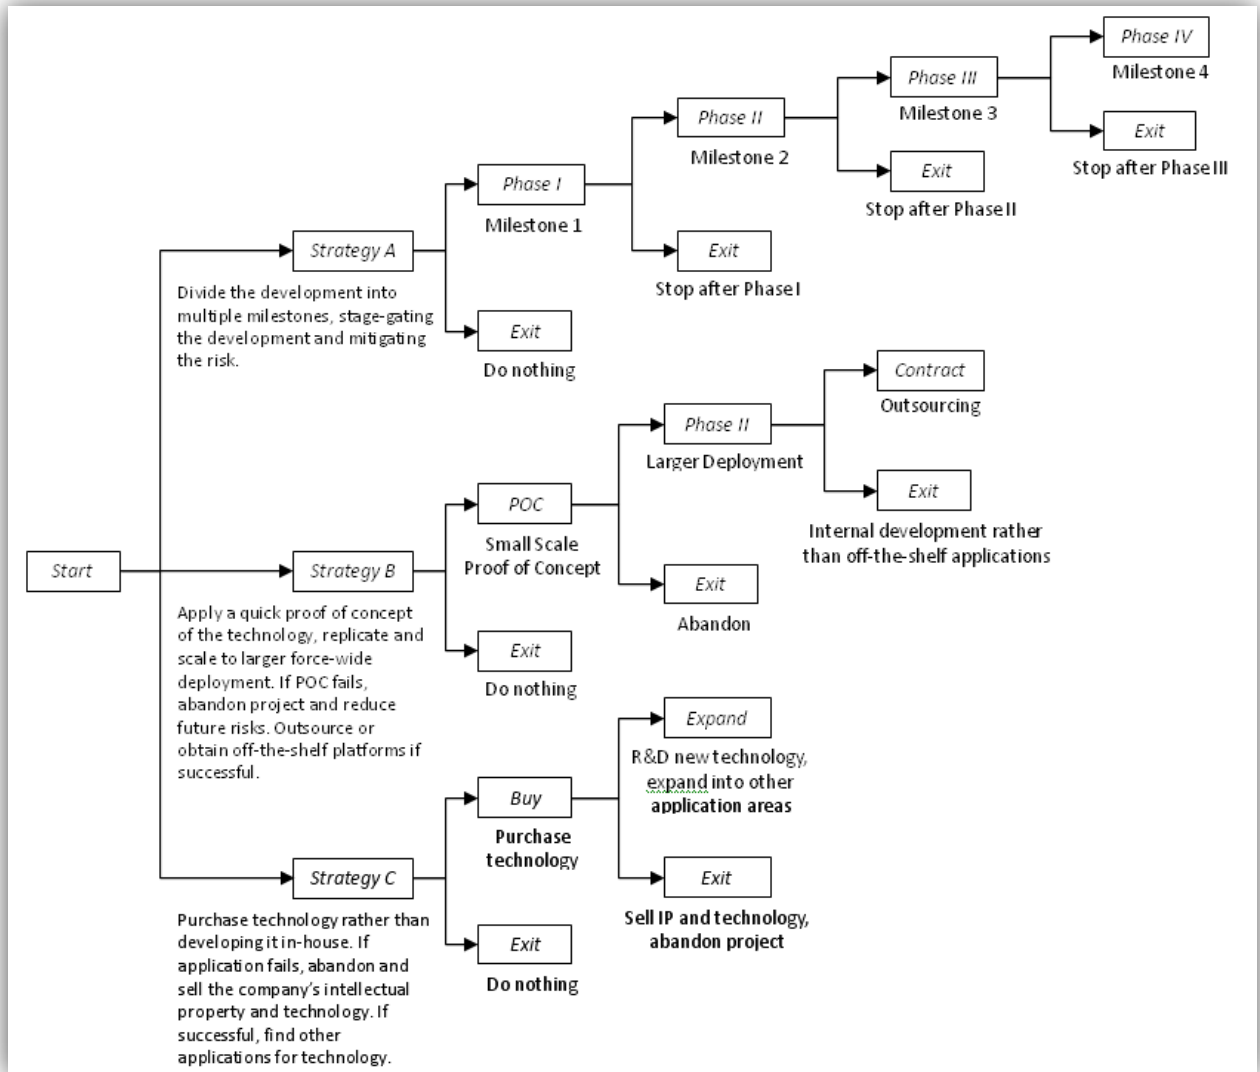 Phase IV
Milestone 4
Phase III
Milestone 3
Exit
Stop after Phase III
Phase II
Milestone 2
Exit
Stop after Phase II
Phase I
Milestone 1
Exit
Stop after Phase I
Strategy A
Divide the development into
multiple milestones, stage-gating
the development and mitigating
the risk.
Exit
Do nothing
Contract
Outsourcing
Phase II
Larger Deployment
Exit
Internal development rather
than off-the-shelf applications
POC
Small Scale
Proof of Concept
Exit
Abandon
Start
Strategy B
Apply a quick proof of concept
of the technology, replicate and
scale to larger force-wide
deployment. If POC fails,
abandon project and reduce
future risks. Outsource or
obtain off-the-shelf platforms if
successful.
Exit
Do nothing
Expand
R&D new technology,
expand into other
application areas
Buy
Purchase
technology
Exit
Sell IP and technology,
abandon project
Strategy C
Purchase technology rather than
developing it in-house. If
application fails, abandon and
sell the company's intellectual
property and technology. If
successful, find other
applications for technology.
Exit
Do nothing